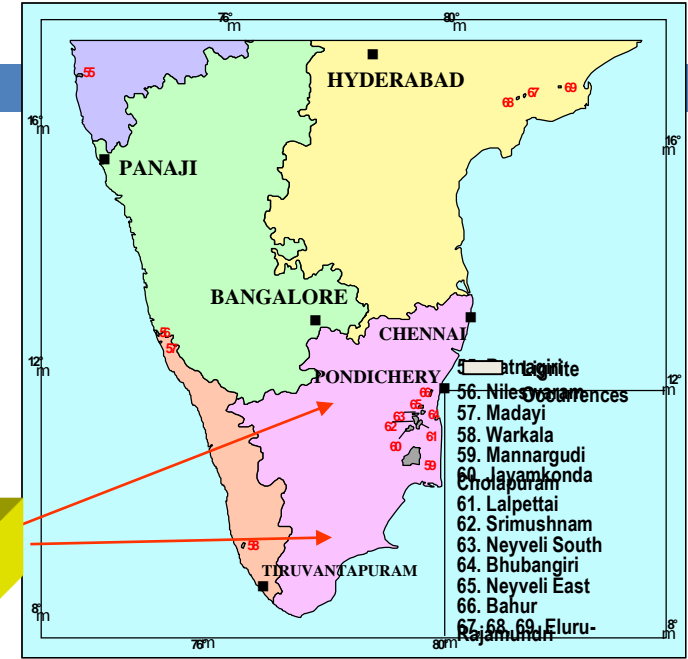 76°
m
80°
m
HYDERABAD
55
67
69
68
16°
m
16°
m
PANAJI
BANGALORE
CHENNAI
56
57
12°
m
12°
m
PONDICHERY
55. Ratnagiri
Lignite
Occurrences
56. Nileswaram
57. Madayi
58. Warkala
59. Mannargudi
60. Jayamkonda
Cholapuram
61. Lalpettai
62. Srimushnam
63. Neyveli South
64. Bhubangiri
65. Neyveli East
66. Bahur
67, 68, 69. Eluru-
Rajamundri
66
65
63
64
62
61
60
59
58
TIRUVANTAPURAM
8°
m
8°
m
76°
m
80°
m